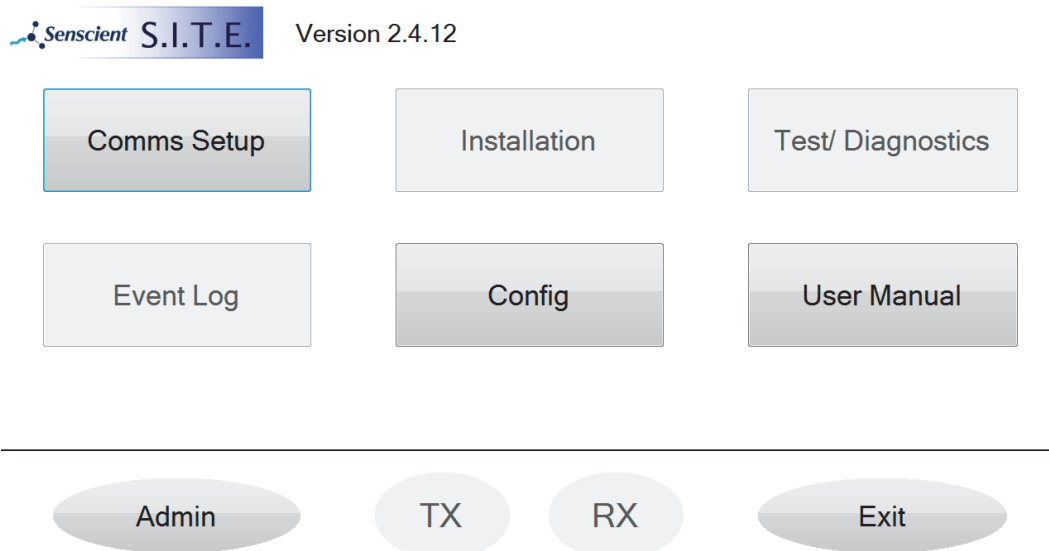 Senscient S.I.T.E. Version 2.4.12
Comms Setup Installation Test/ Diagnostics
Event Log Config User Manual
Admin TX RX Exit